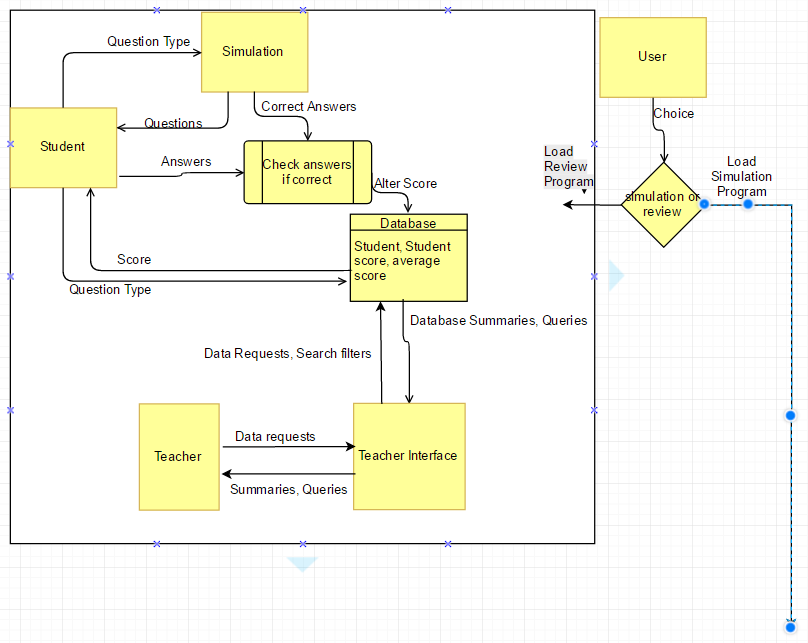 Question Type
Simulation
User
Correct Answers
Choice
Questions
Student
Answers
Check answers
if correct
Load
Review
Program
Load
Simulation
Program
Alter Score
simulation or
review
Database
Student, Student
score, average
score
Score
Question Type
Database Summaries, Queries
Data Requests, Search filters
Data requests
Teacher
Teacher Interface
Summaries, Queries